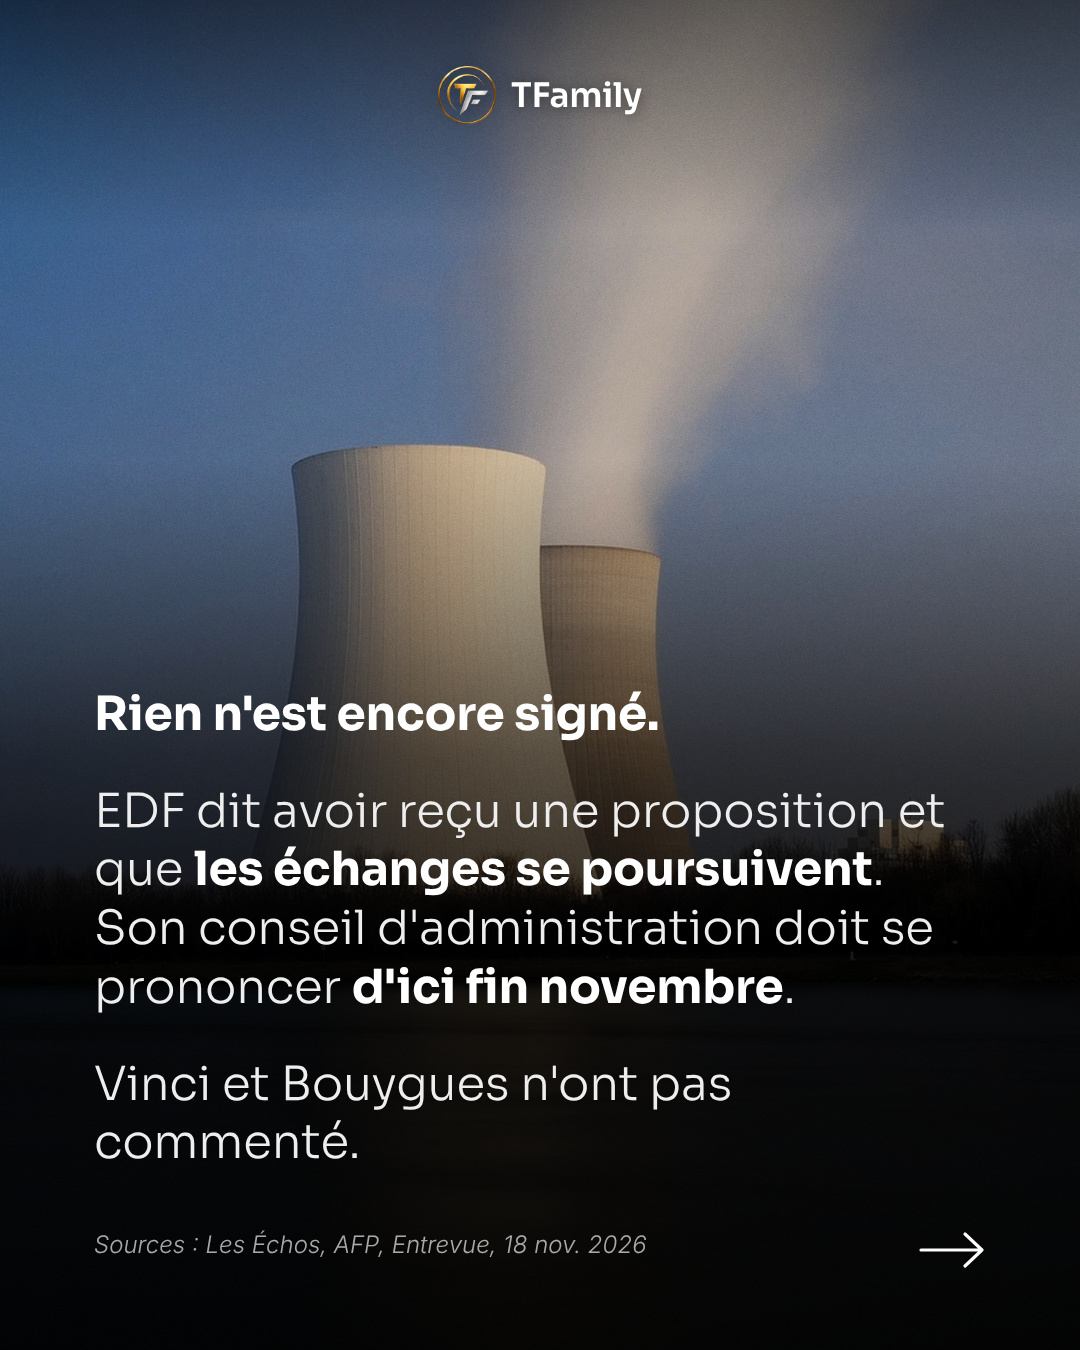 TF TFamily
Rien n'est encore signé.
EDF dit avoir reçu une proposition et
que les échanges se poursuivent.
Son conseil d'administration doit se
prononcer d'ici fin novembre.
Vinci et Bouygues n'ont pas
commenté.
Sources : Les Échos, AFP, Entrevue, 18 nov. 2026